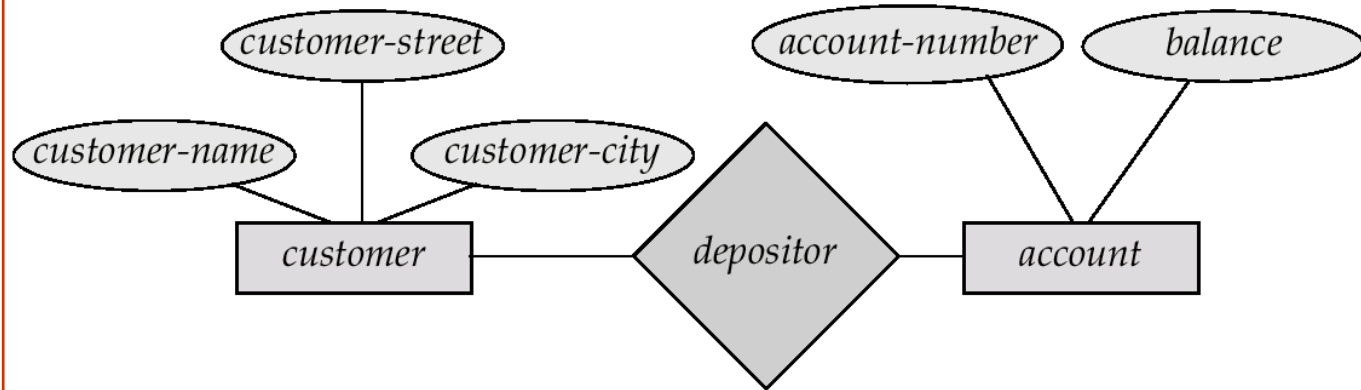 customer-street
account-number
balance
customer-name
customer-city
customer
depositor
account